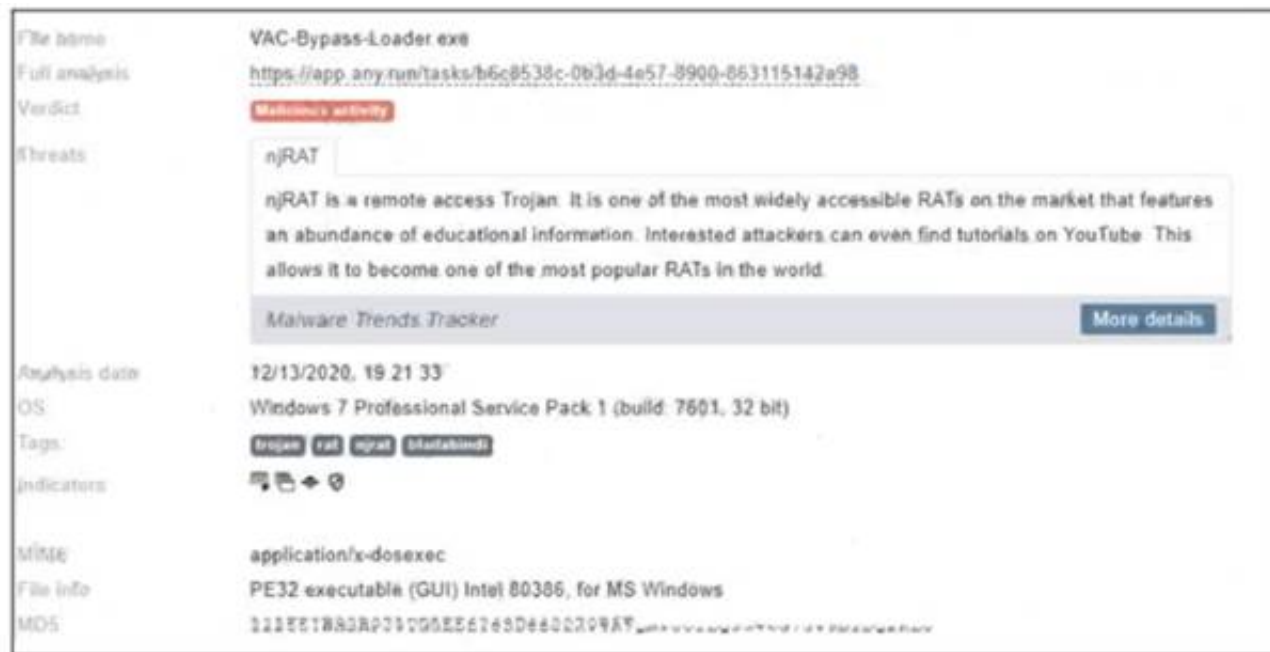 File name VAC-Bypass-Loader exe
Full analysis https://app.any.run/tasks/b6c8538c-0b3d-4e57-8900-863115142a98
Verdict Malicious activity
Threats njRAT
njRAT is a remote access Trojan. It is one of the most widely accessible RATs on the market that features
an abundance of educational information. Interested attackers can even find tutorials on YouTube. This
allows it to become one of the most popular RATs in the world.
Malware Trends Tracker More details
Analysis date 12/13/2020, 19:21:33
OS Windows 7 Professional Service Pack 1 (build: 7601, 32 bit)
Tags: trojan rat njrat bladabindi
Indicators
MIME application/x-dosexec
File info PE32 executable (GUI) Intel 80386, for MS Windows
MD5